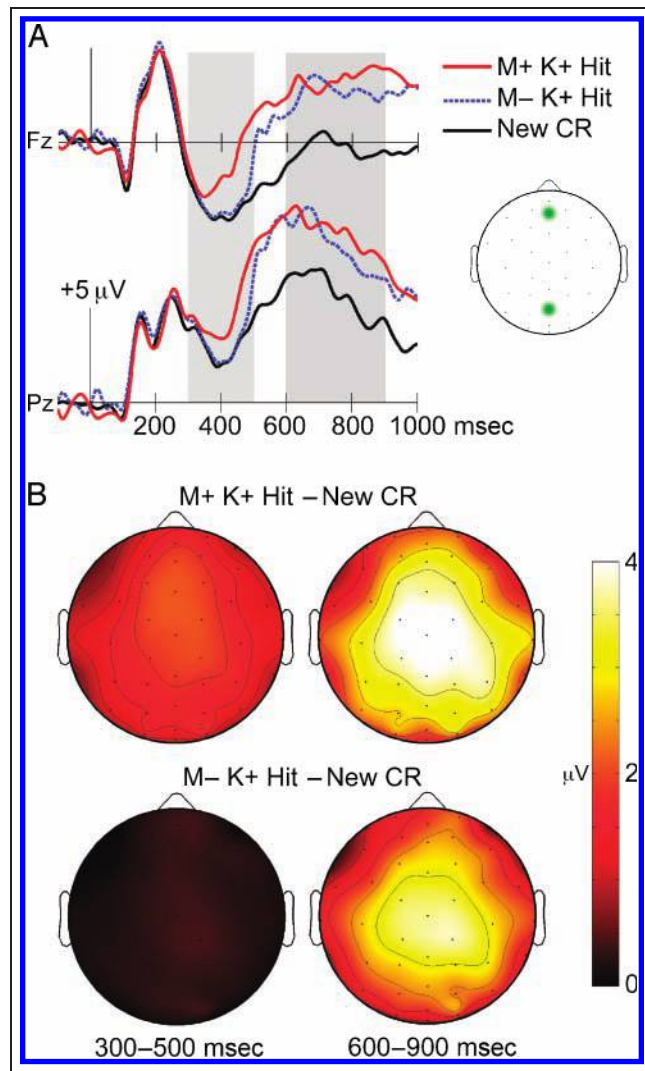 A
M+ K+ Hit
M– K+ Hit
New CR
Fz
+5 μV
Pz
200 400 600 800 1000 msec
B
M+ K+ Hit – New CR
4
μV 2
M– K+ Hit – New CR
0
300–500 msec 600–900 msec